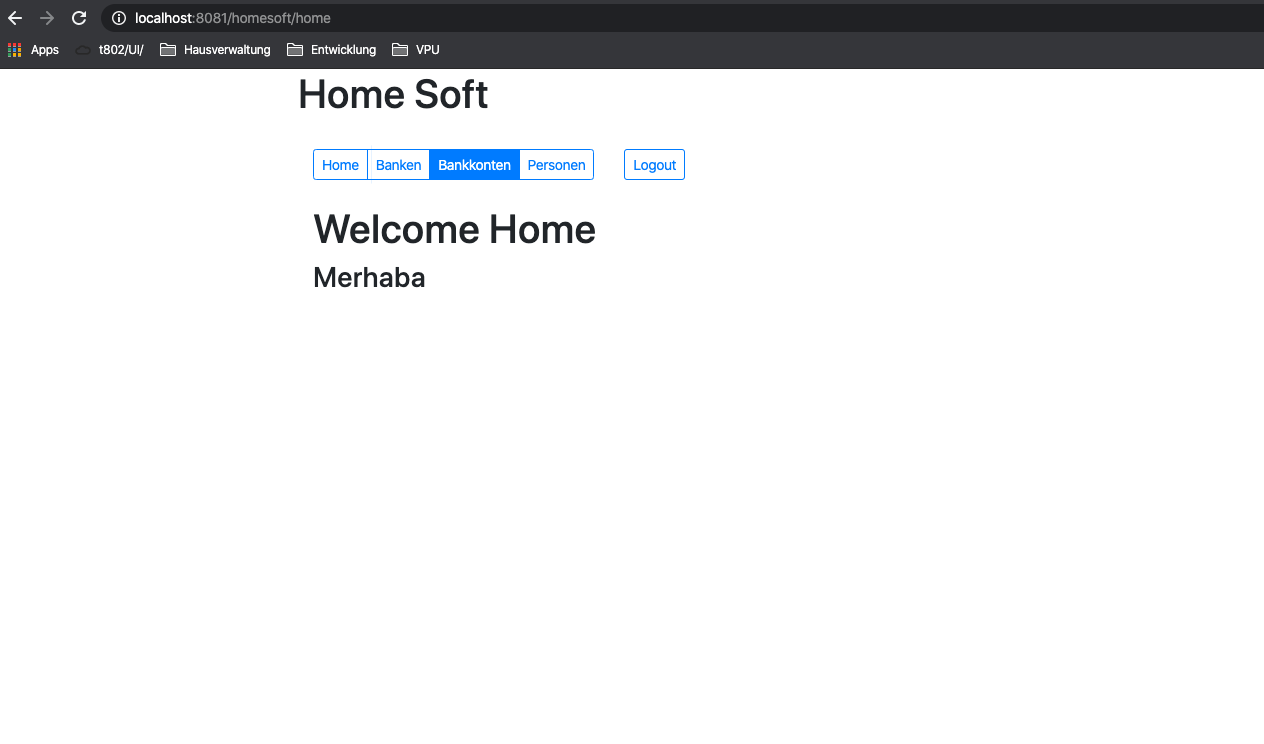 localhost:8081/homesoft/home
Apps t802/UI/ Hausverwaltung Entwicklung VPU
Home Soft
Home Banken Bankkonten Personen Logout
Welcome Home
Merhaba